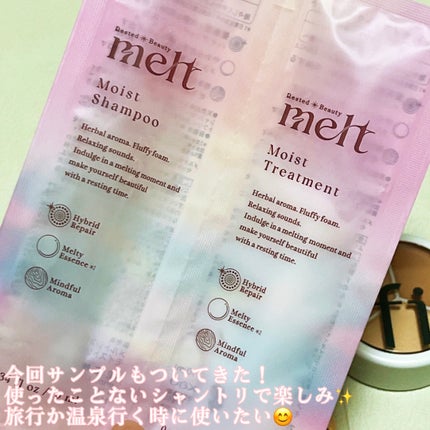 Rested ✳ Beauty
melt
Moist
Shampoo
Herbal aroma. Fluffy foam.
Relaxing sounds.
Indulge in a melting moment and
make yourself beautiful
with a resting time.
Hybrid
Repair
Melty
Essence
Mindful
Aroma
Rested ✳ Beauty
melt
Moist
Treatment
Herbal aroma. Fluffy foam.
Relaxing sounds.
Indulge in a melting moment and
make yourself beautiful
with a resting time.
Hybrid
Repair
Melty
Essence
Mindful
Aroma
今回サンプルもついてきた！
使ったことないシャントリで楽しみ✨
旅行か温泉行く時に使いたい😊